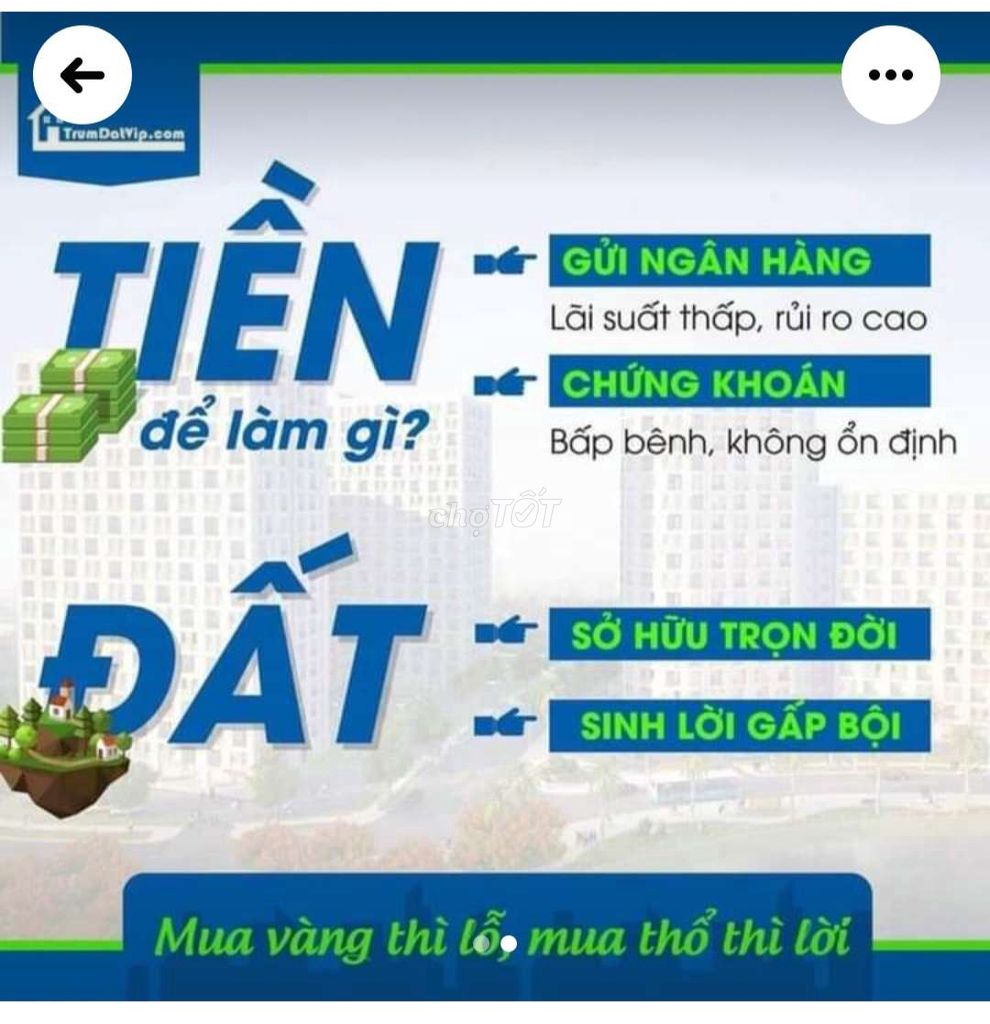 TrumDatVip.com
TIỀN
để làm gì?
GỬI NGÂN HÀNG
Lãi suất thấp, rủi ro cao
CHỨNG KHOÁN
Bấp bênh, không ổn định
chợTỐT
ĐẤT
SỞ HỮU TRỌN ĐỜI
SINH LỜI GẤP BỘI
Mua vàng thì lỗ, mua thổ thì lời